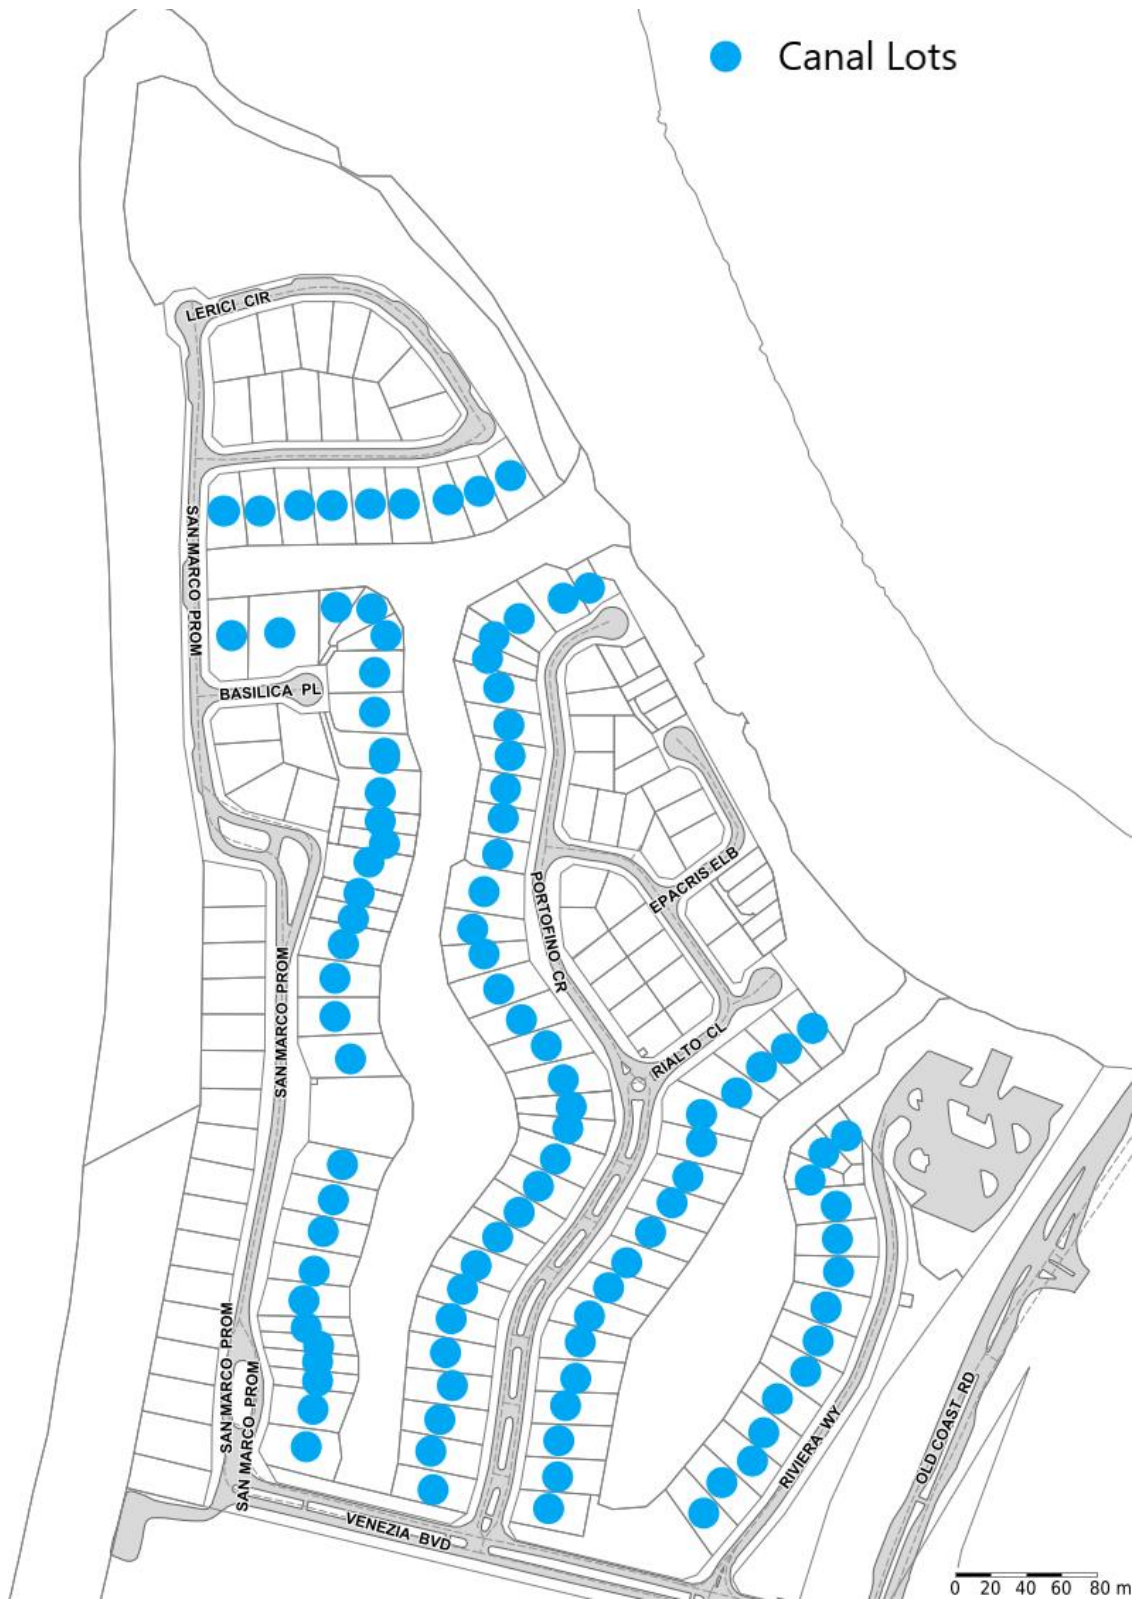 Canal Lots
LERICI CIR
SAN MARCO PROM
BASILICA PL
EPACRIS ELB
PORTOFINO CR
SAN MARCO PROM
RIALTO CL
SAN MARCO PROM
SAN MARCO PROM
RIVIERA WY
OLD COAST RD
VENEZIA BVD
0 20 40 60 80 m